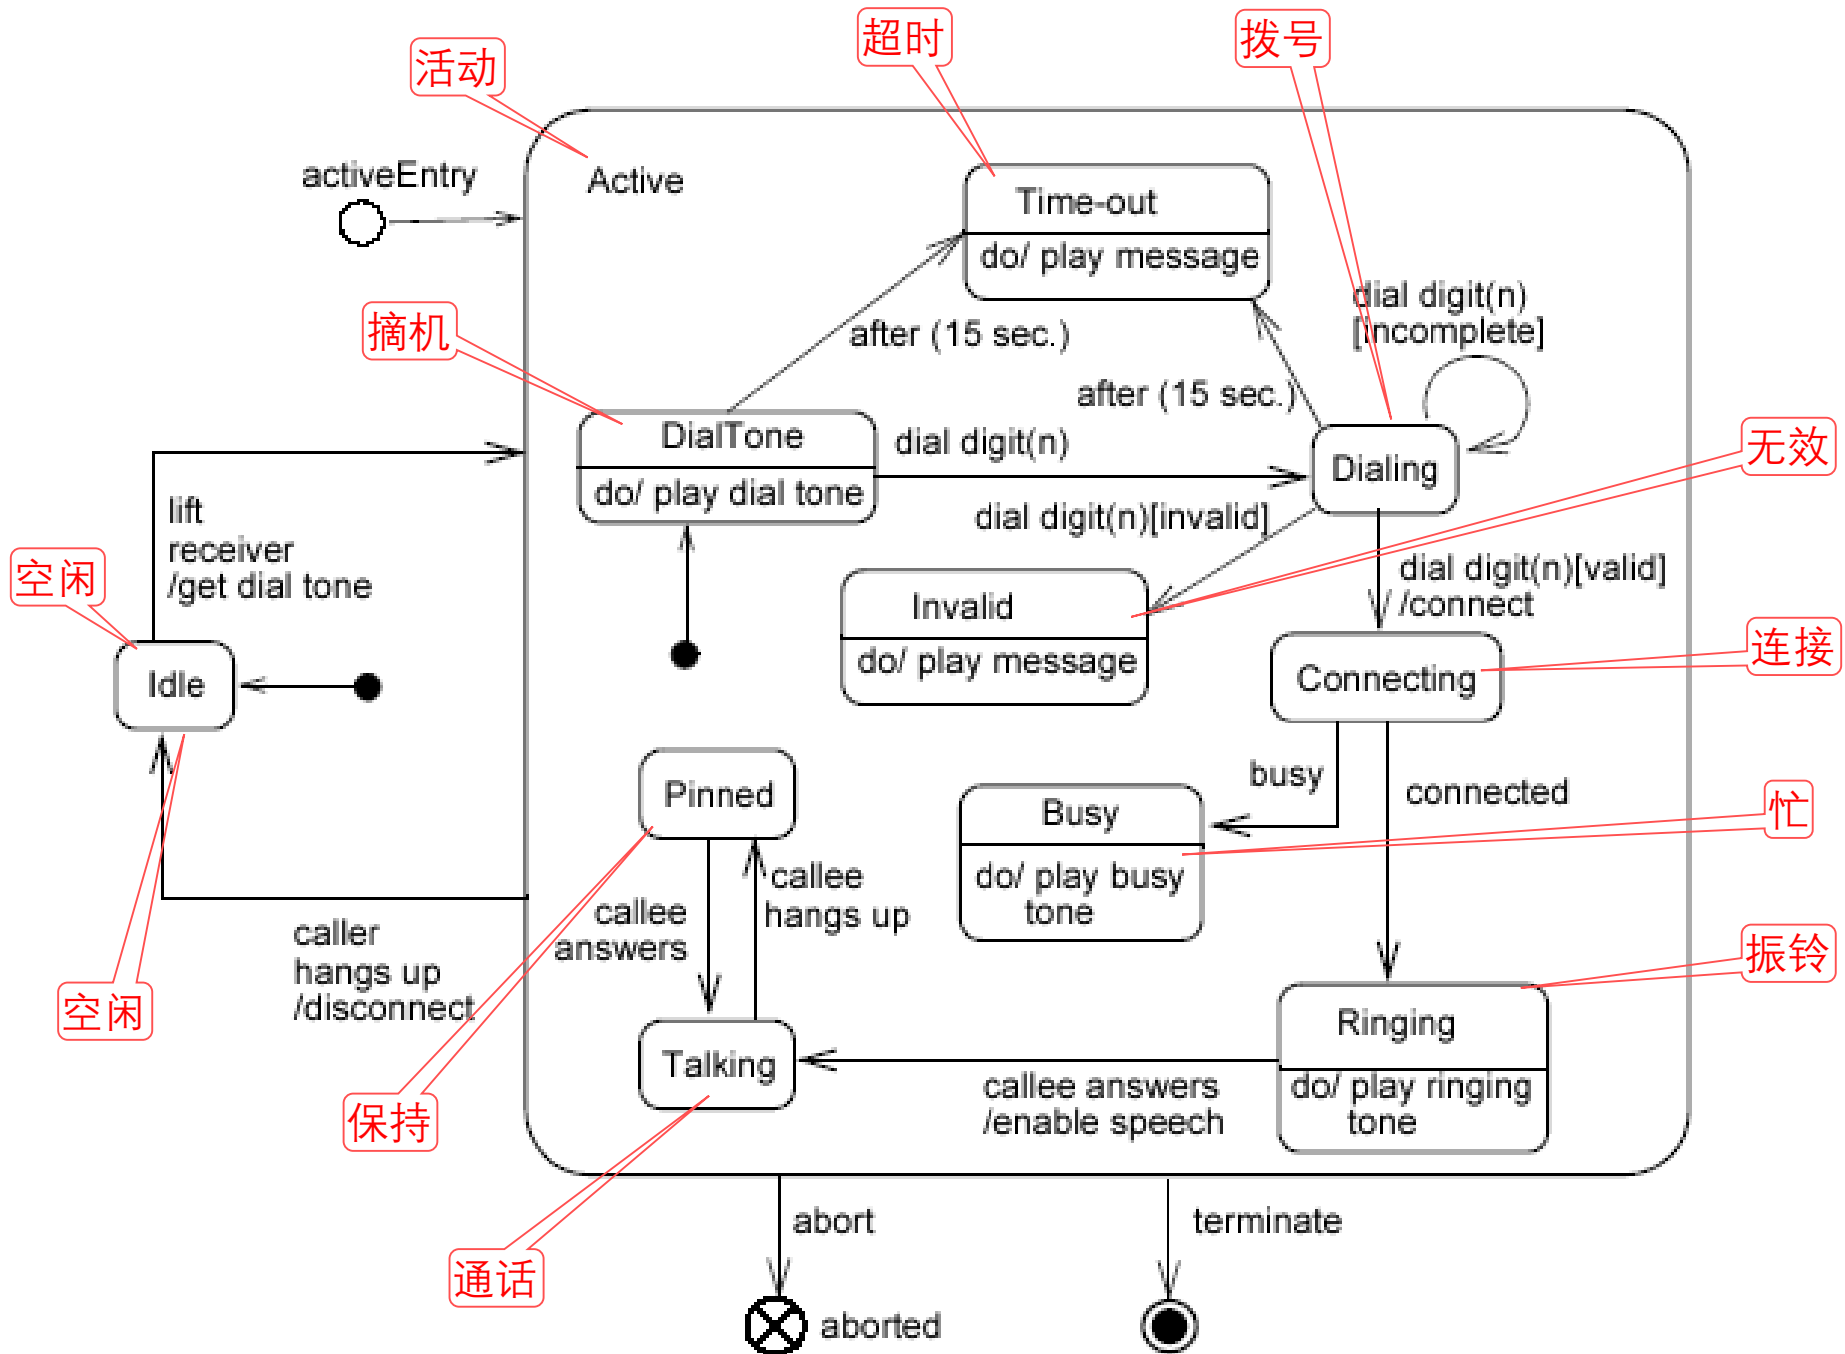 活动
超时
拨号
activeEntry
Active
Time-out
do/ play message
摘机
after (15 sec.)
dial digit(n)
[incomplete]
after (15 sec.)
DialTone
do/ play dial tone
dial digit(n)
Dialing
无效
lift
receiver
/get dial tone
dial digit(n)[invalid]
空闲
Idle
Invalid
do/ play message
dial digit(n)[valid]
/connect
连接
Connecting
Pinned
busy
connected
Busy
do/ play busy
tone
忙
callee
answers
callee
hangs up
caller
hangs up
/disconnect
空闲
振铃
Ringing
do/ play ringing
tone
Talking
callee answers
/enable speech
保持
通话
abort
terminate
aborted